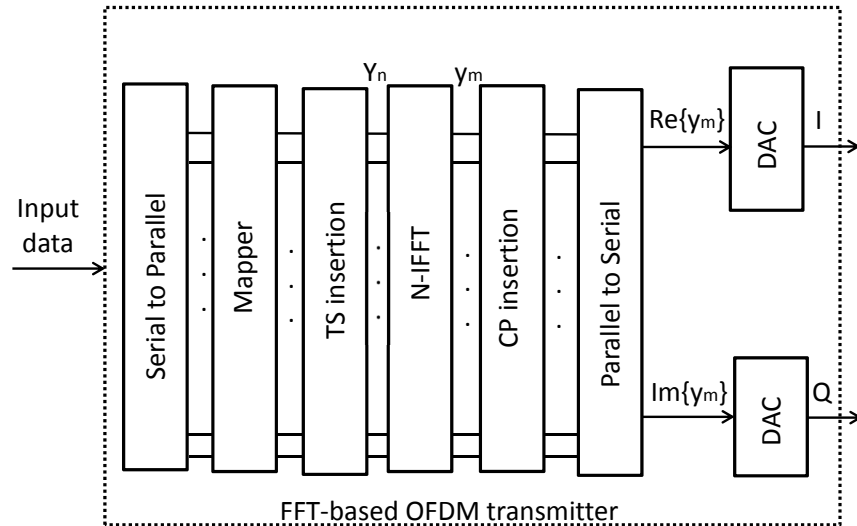 Input
data
Serial to Parallel
Mapper
TS insertion
Yn
N-IFFT
ym
CP insertion
Parallel to Serial
Re{ym}
DAC
I
Im{ym}
DAC
Q
FFT-based OFDM transmitter